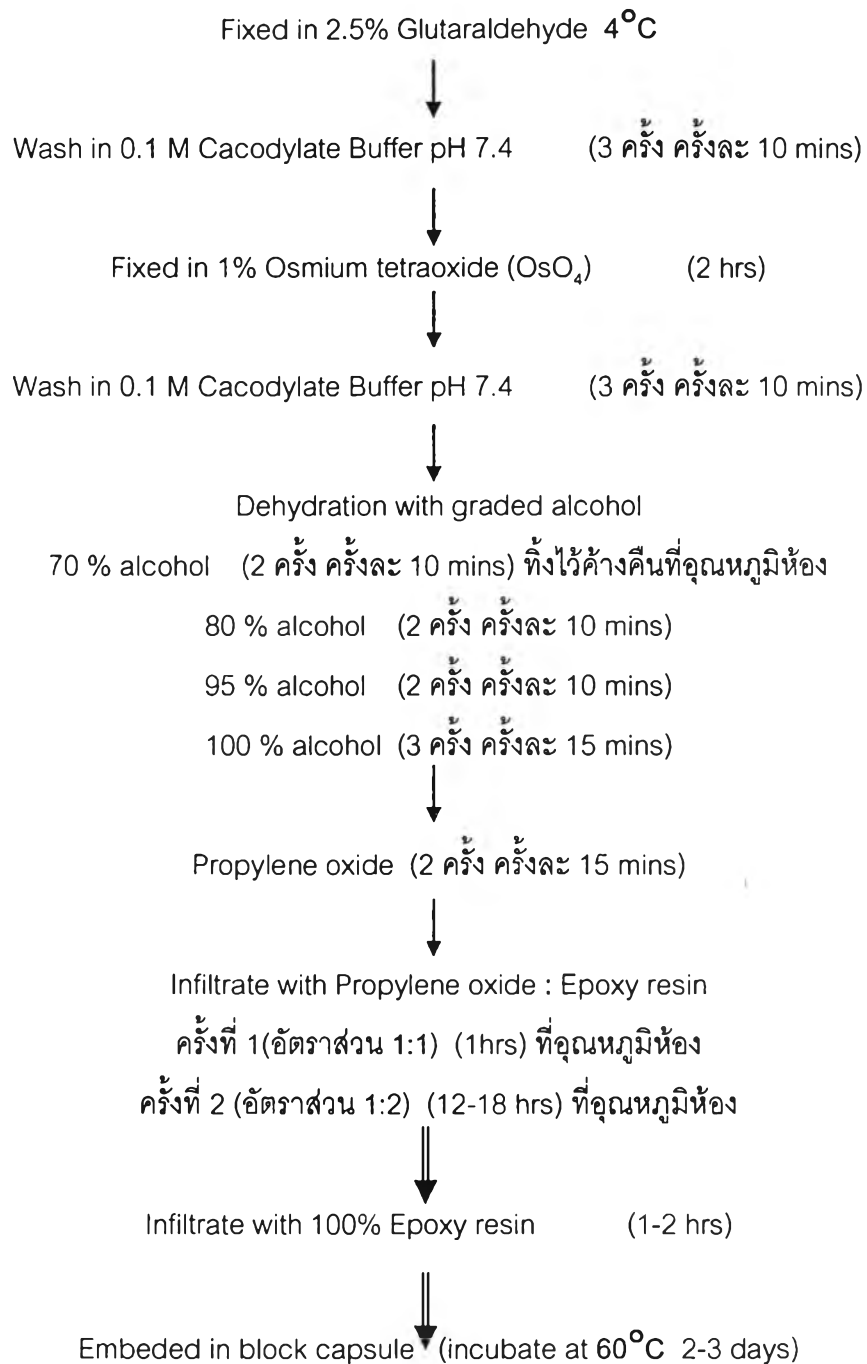 Fixed in 2.5% Glutaraldehyde 4°C
Wash in 0.1 M Cacodylate Buffer pH 7.4 (3 ครั้ง ครั้งละ 10 mins)
Fixed in 1% Osmium tetraoxide (OsO₄) (2 hrs)
Wash in 0.1 M Cacodylate Buffer pH 7.4 (3 ครั้ง ครั้งละ 10 mins)
Dehydration with graded alcohol
70 % alcohol (2 ครั้ง ครั้งละ 10 mins) ทิ้งไว้ค้างคืนที่อุณหภูมิห้อง
80 % alcohol (2 ครั้ง ครั้งละ 10 mins)
95 % alcohol (2 ครั้ง ครั้งละ 10 mins)
100 % alcohol (3 ครั้ง ครั้งละ 15 mins)
Propylene oxide (2 ครั้ง ครั้งละ 15 mins)
Infiltrate with Propylene oxide : Epoxy resin
ครั้งที่ 1(อัตราส่วน 1:1) (1hrs) ที่อุณหภูมิห้อง
ครั้งที่ 2 (อัตราส่วน 1:2) (12-18 hrs) ที่อุณหภูมิห้อง
Infiltrate with 100% Epoxy resin (1-2 hrs)
Embeded in block capsule (incubate at 60°C 2-3 days)